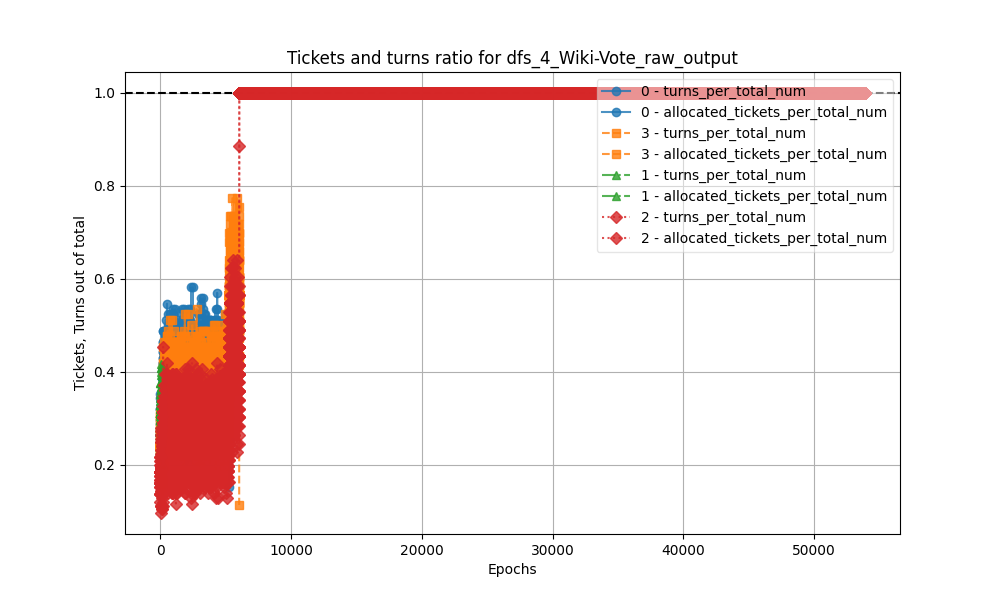 Tickets and turns ratio for dfs_4_Wiki-Vote_raw_output
1.0
0.8
0.6
0.4
0.2
Tickets, Turns out of total
0 - turns_per_total_num
0 - allocated_tickets_per_total_num
3 - turns_per_total_num
3 - allocated_tickets_per_total_num
1 - turns_per_total_num
1 - allocated_tickets_per_total_num
2 - turns_per_total_num
2 - allocated_tickets_per_total_num
0 10000 20000 30000 40000 50000
Epochs